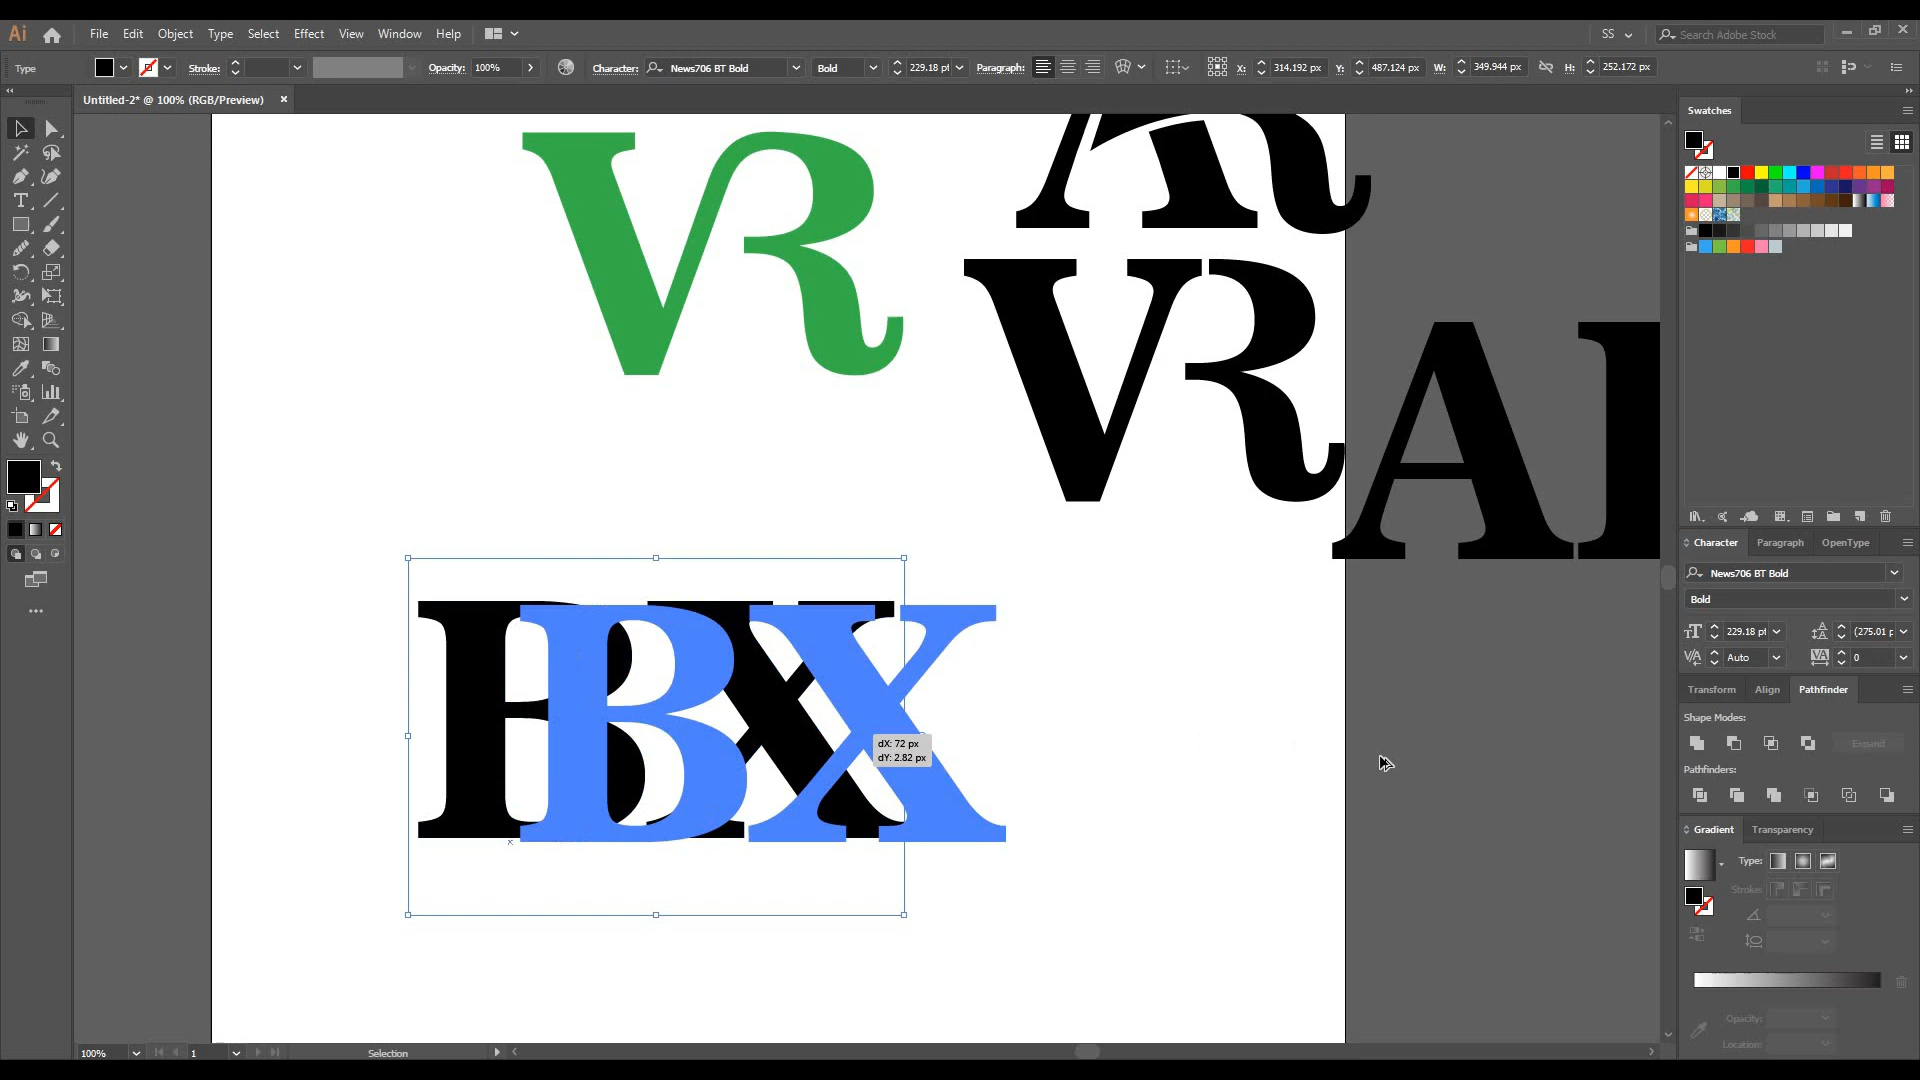 Ai File Edit Object Type Select Effect View Window Help SS Search Adobe Stock
Type Stroke: Opacity: 100% Character: News706 BT Bold Bold 229.18 pt Paragraph: X: 314.192 px Y: 487.124 px W: 349.944 px H: 252.172 px
Untitled-2* @ 100% (RGB/Preview)
VR
AR
VR
A
BX
BX
dX: 72 px
dY: 2.82 px
Swatches
Character Paragraph OpenType
News706 BT Bold
Bold
229.18 pt (275.01 p
Auto 0
Transform Align Pathfinder
Shape Modes:
Expand
Pathfinders:
Gradient Transparency
Type:
Stroke:
Opacity:
Location:
100% 1 Selection